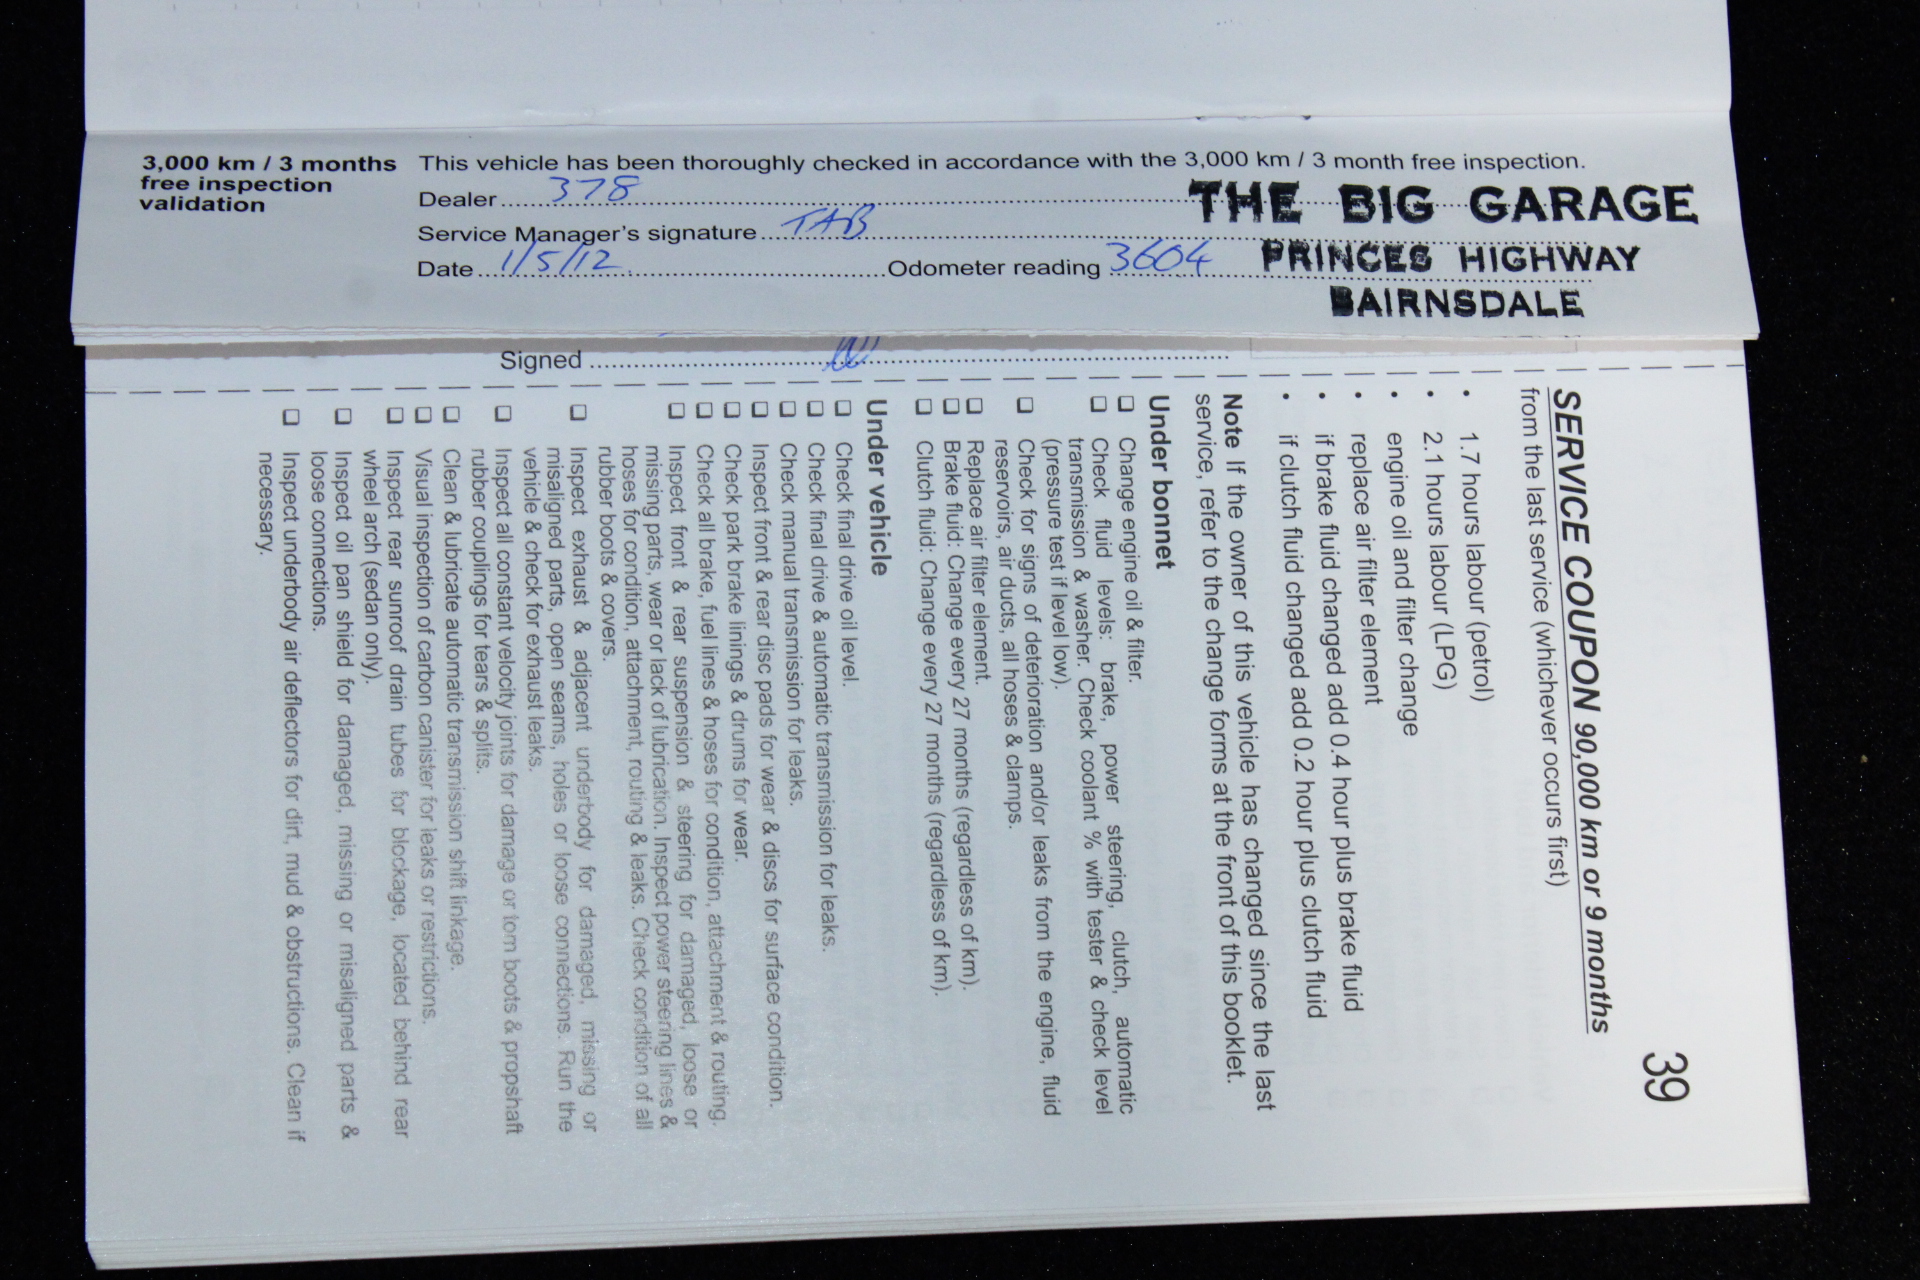 3,000 km / 3 months
free inspection
validation
This vehicle has been thoroughly checked in accordance with the 3,000 km / 3 month free inspection.
Dealer 378
Service Manager's signature TAB
Date 1/5/12 Odometer reading 3604
THE BIG GARAGE
PRINCES HIGHWAY
BAIRNSDALE
Signed
39
SERVICE COUPON 90,000 km or 9 months
from the last service (whichever occurs first)
• 1.7 hours labour (petrol)
• 2.1 hours labour (LPG)
• engine oil and filter change
• replace air filter element
• if brake fluid changed add 0.4 hour plus brake fluid
• if clutch fluid changed add 0.2 hour plus clutch fluid
Note If the owner of this vehicle has changed since the last
service, refer to the change forms at the front of this booklet.
Under bonnet
❏ Change engine oil & filter.
❏ Check fluid levels: brake, power steering, clutch, automatic
transmission & washer. Check coolant % with tester & check level
(pressure test if level low).
❏ Check for signs of deterioration and/or leaks from the engine, fluid
reservoirs, air ducts, all hoses & clamps.
❏ Replace air filter element.
❏ Brake fluid: Change every 27 months (regardless of km).
❏ Clutch fluid: Change every 27 months (regardless of km).
Under vehicle
❏ Check final drive oil level.
❏ Check final drive & automatic transmission for leaks.
❏ Check manual transmission for leaks.
❏ Inspect front & rear disc pads for wear & discs for surface condition.
❏ Check park brake linings & drums for wear.
❏ Check all brake, fuel lines & hoses for condition, attachment & routing.
❏ Inspect front & rear suspension & steering for damaged, loose or
missing parts, wear or lack of lubrication. Inspect power steering lines &
hoses for condition, attachment, routing & leaks. Check condition of all
rubber boots & covers.
❏ Inspect exhaust & adjacent underbody for damaged, missing or
misaligned parts, open seams, holes or loose connections. Run the
vehicle & check for exhaust leaks.
❏ Inspect all constant velocity joints for damage or torn boots & propshaft
rubber couplings for tears & splits.
❏ Clean & lubricate automatic transmission shift linkage.
❏ Visual inspection of carbon canister for leaks or restrictions.
❏ Inspect rear sunroof drain tubes for blockage, located behind rear
wheel arch (sedan only).
❏ Inspect oil pan shield for damaged, missing or misaligned parts &
loose connections.
❏ Inspect underbody air deflectors for dirt, mud & obstructions. Clean if
necessary.